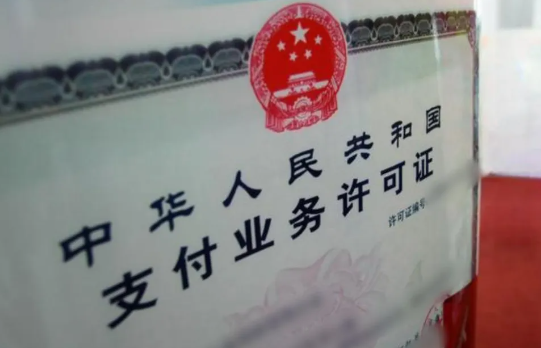 中华人民共和国
支付业务许可证
许可证编号